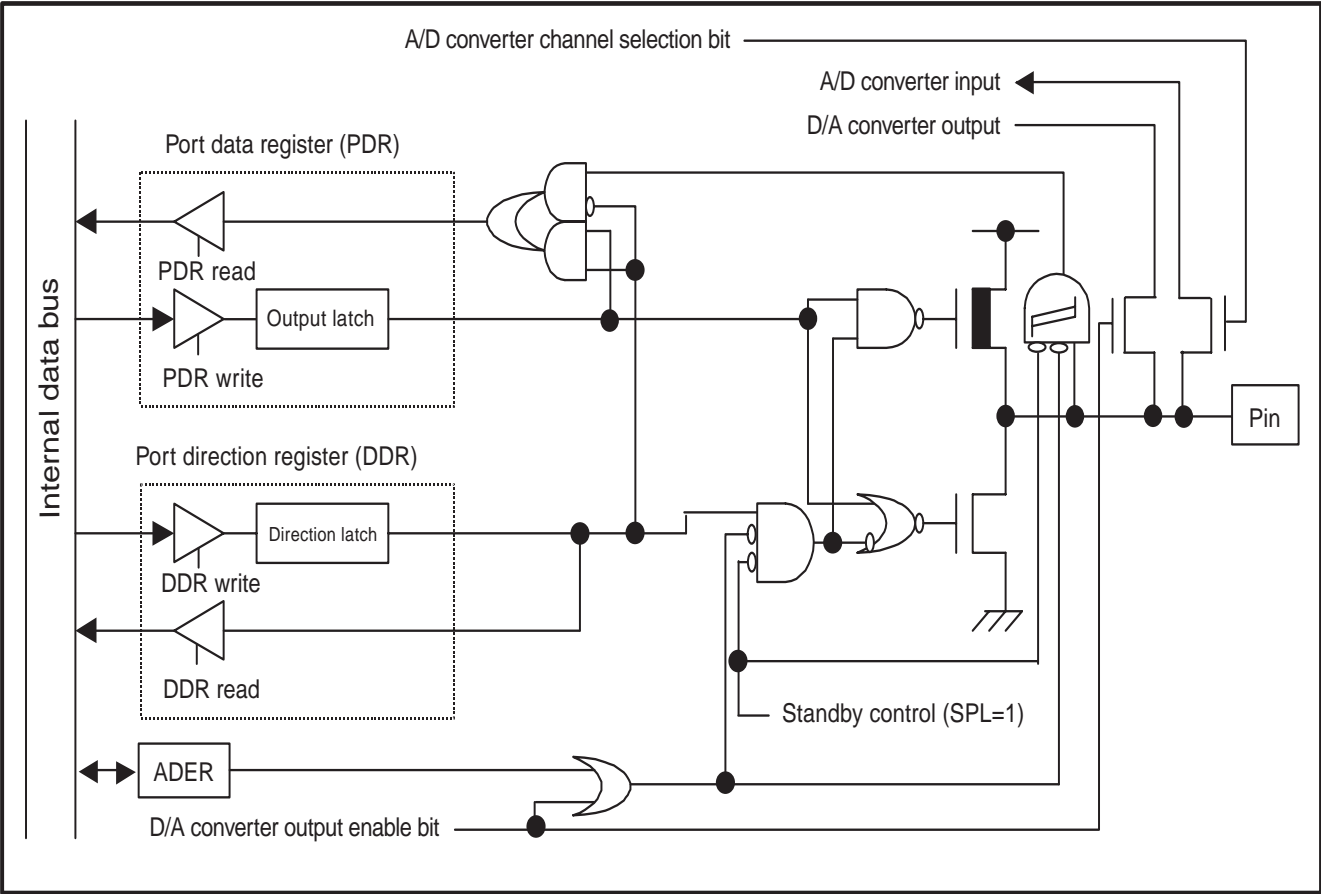 A/D converter channel selection bit
A/D converter input
D/A converter output
Port data register (PDR)
PDR read
Output latch
PDR write
Internal data bus
Pin
Port direction register (DDR)
Direction latch
DDR write
DDR read
Standby control (SPL=1)
ADER
D/A converter output enable bit